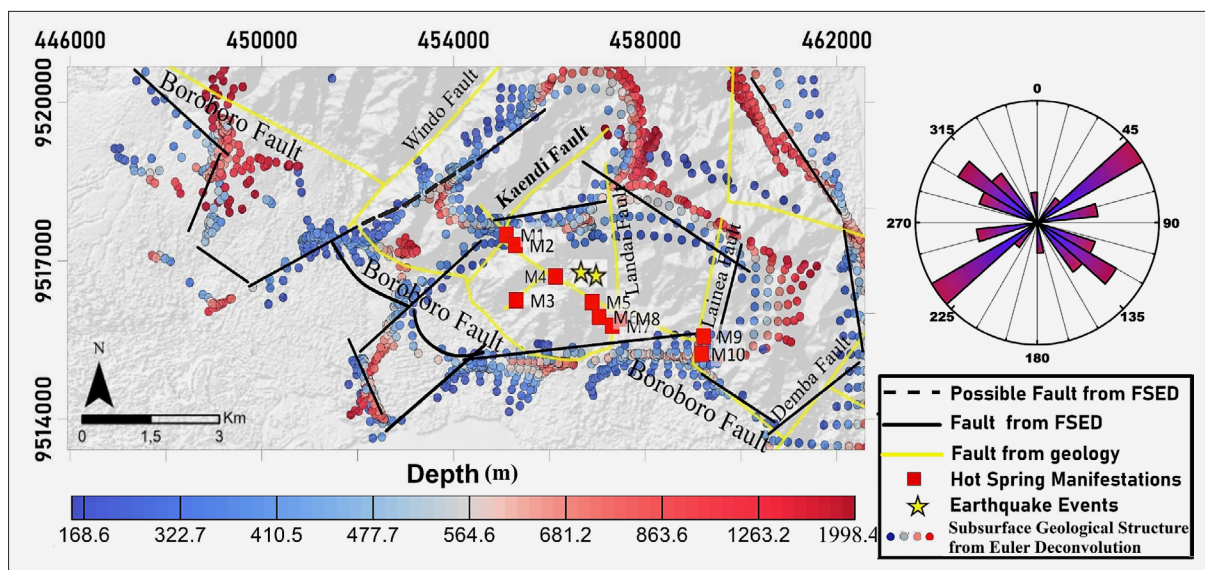 446000 450000 454000 458000 462000
9520000
9517000
9514000
Boroboro Fault
Windo Fault
Kaendi Fault
Landai Fault
Lainea Fault
Boroboro Fault
Boroboro Fault
Demba Fault
M1
M2
M4
M3
M5
M8
M9
M10
N
0 1,5 3 Km
Depth (m)
168.6 322.7 410.5 477.7 564.6 681.2 863.6 1263.2 1998.4
0
315 45
270 90
225 135
180
Possible Fault from FSED
Fault from FSED
Fault from geology
Hot Spring Manifestations
Earthquake Events
Subsurface Geological Structure
from Euler Deconvolution